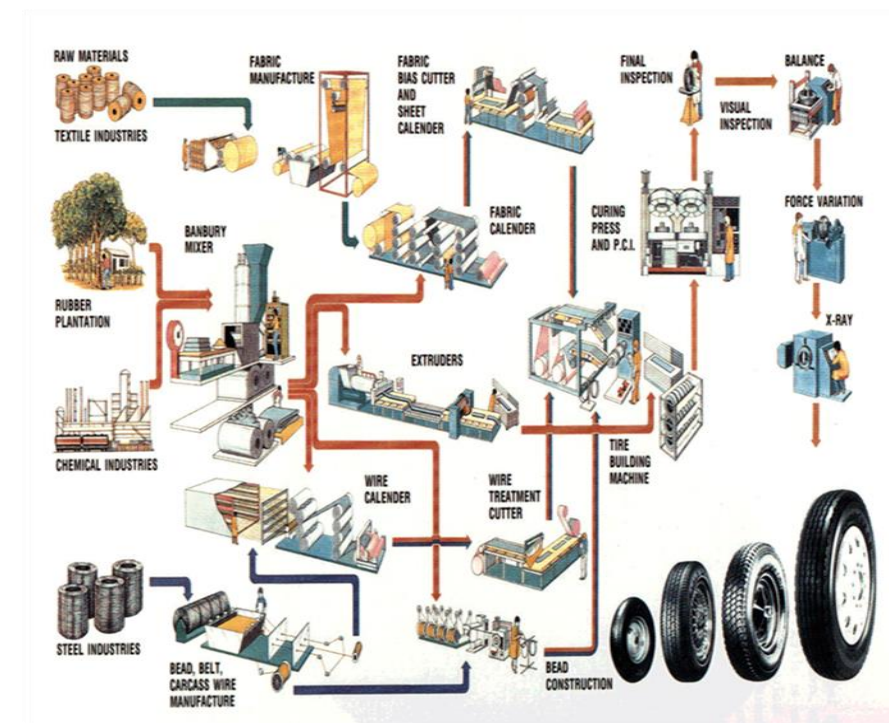 RAW MATERIALS
TEXTILE INDUSTRIES
FABRIC
MANUFACTURE
FABRIC
BIAS CUTTER
AND
SHEET
CALENDER
FINAL
INSPECTION
VISUAL
INSPECTION
BALANCE
RUBBER
PLANTATION
BANBURY
MIXER
FABRIC
CALENDER
CURING
PRESS
AND P.C.I.
FORCE VARIATION
X-RAY
EXTRUDERS
CHEMICAL INDUSTRIES
WIRE
CALENDER
WIRE
TREATMENT
CUTTER
TIRE
BUILDING
MACHINE
STEEL INDUSTRIES
BEAD, BELT,
CARCASS WIRE
MANUFACTURE
BEAD
CONSTRUCTION